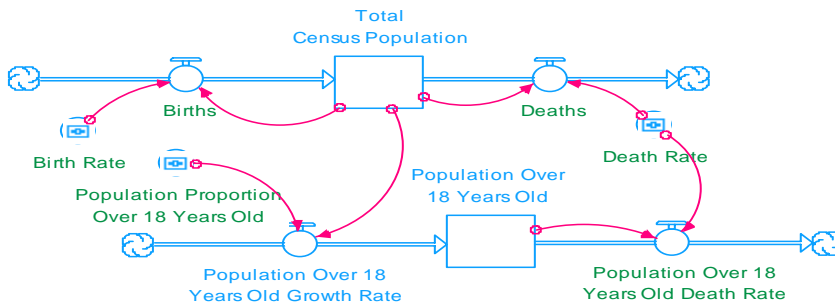 Total
Census Population
Births
Deaths
Birth Rate
Death Rate
Population Proportion
Over 18 Years Old
Population Over
18 Years Old
Population Over 18
Years Old Growth Rate
Population Over 18
Years Old Death Rate